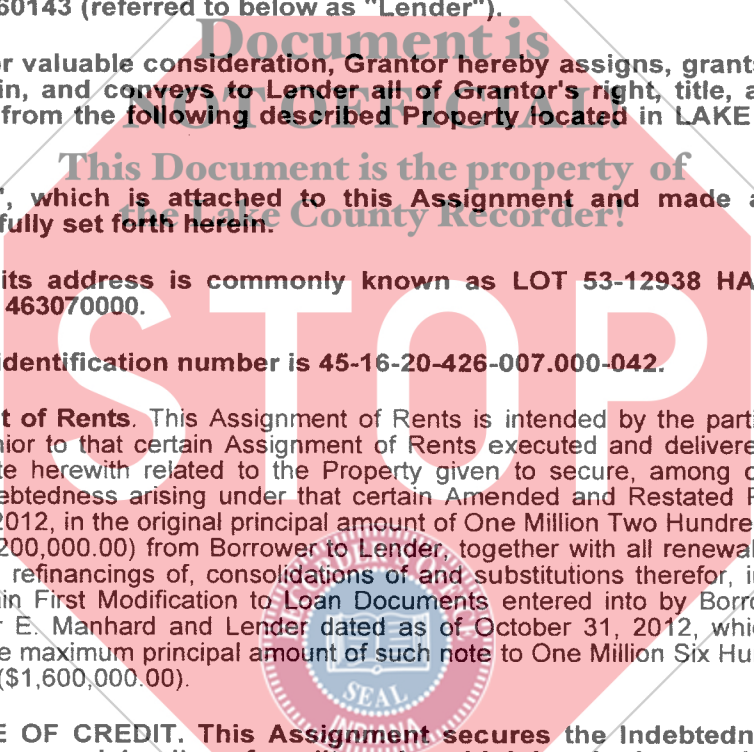 60143 (referred to below as "Lender").
Document is
r valuable consideration, Grantor hereby assigns, grants
in, and conveys to Lender all of Grantor's right, title, a
NOT OFFICIAL!
from the following described Property located in LAKE
This Document is the property of
", which is attached to this Assignment and made a
the Lake County Recorder!
fully set forth herein.
its address is commonly known as LOT 53-12938 HA
463070000.
STOP
identification number is 45-16-20-426-007.000-042.
t of Rents. This Assignment of Rents is intended by the parti
nior to that certain Assignment of Rents executed and delivere
te herewith related to the Property given to secure, among o
ebtedness arising under that certain Amended and Restated P
2012, in the original principal amount of One Million Two Hundre
200,000.00) from Borrower to Lender, together with all renewal
refinancings of, consolidations of and substitutions therefor, i
in First Modification to Loan Documents entered into by Borro
r E. Manhard and Lender dated as of October 31, 2012, whic
e maximum principal amount of such note to One Million Six Hu
($1,600,000.00).
SEAL
INDIANA
E OF CREDIT. This Assignment secures the Indebtedn